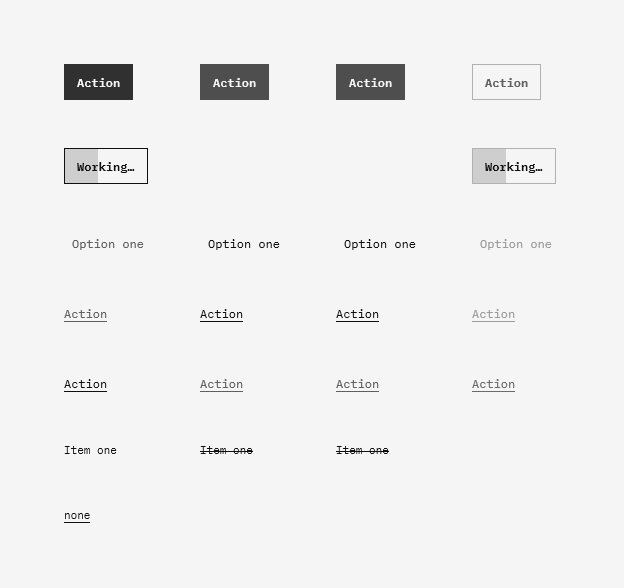 Action Action Action Action
Working… Working…
Option one Option one Option one Option one
Action Action Action Action
Action Action Action Action
Item one Item one Item one
none